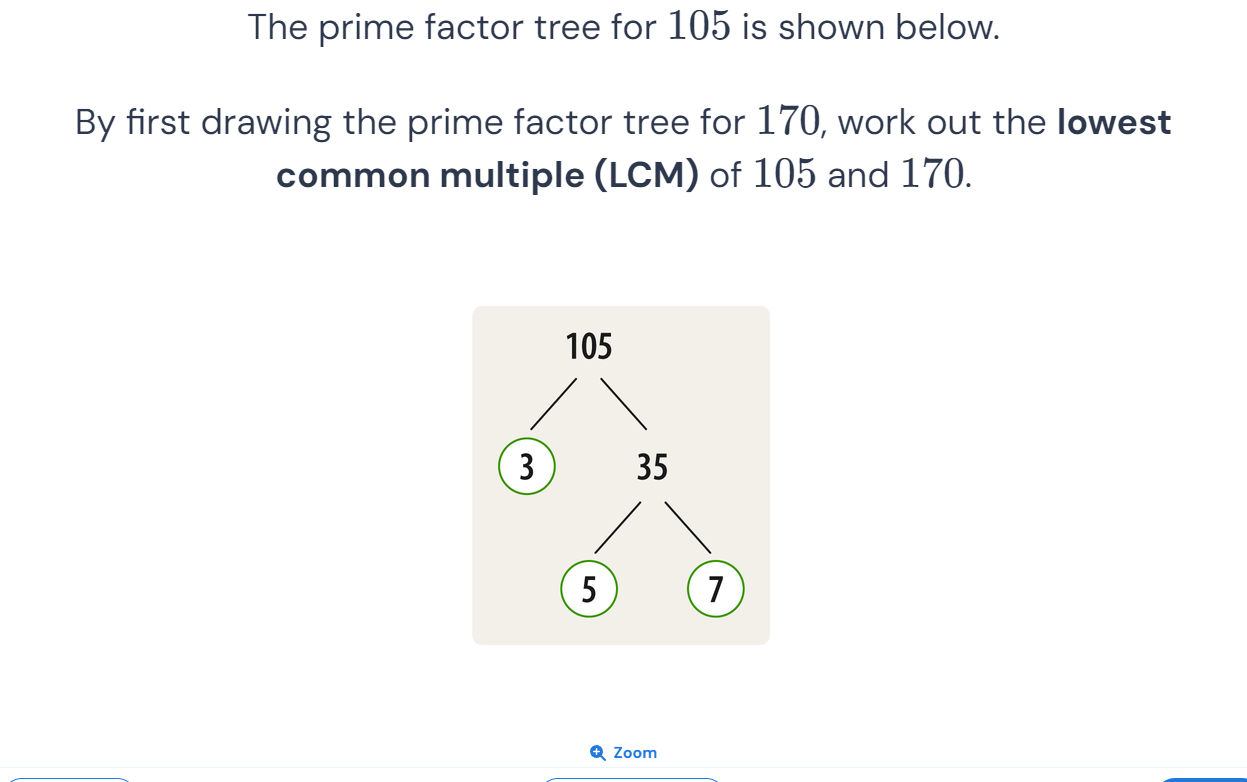 The prime factor tree for 105 is shown below.
By first drawing the prime factor tree for 170, work out the lowest
common multiple (LCM) of 105 and 170.
105
3 35
5 7
Zoom